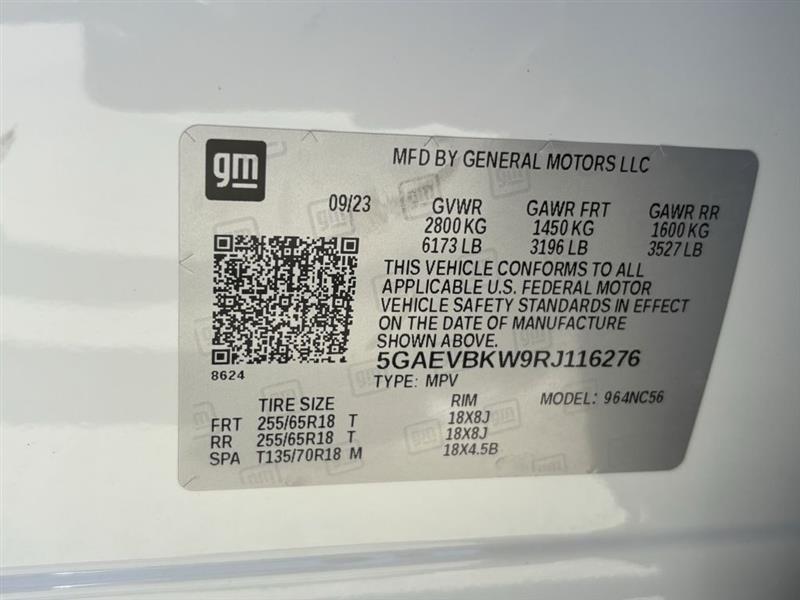 gm
MFD BY GENERAL MOTORS LLC
09/23 GVWR GAWR FRT GAWR RR
2800 KG 1450 KG 1600 KG
6173 LB 3196 LB 3527 LB
THIS VEHICLE CONFORMS TO ALL
APPLICABLE U.S. FEDERAL MOTOR
VEHICLE SAFETY STANDARDS IN EFFECT
ON THE DATE OF MANUFACTURE
SHOWN ABOVE.
5GAEVBKW9RJ116276
8624
TYPE: MPV
TIRE SIZE RIM MODEL: 964NC56
FRT 255/65R18 T 18X8J
RR 255/65R18 T 18X8J
SPA T135/70R18 M 18X4.5B